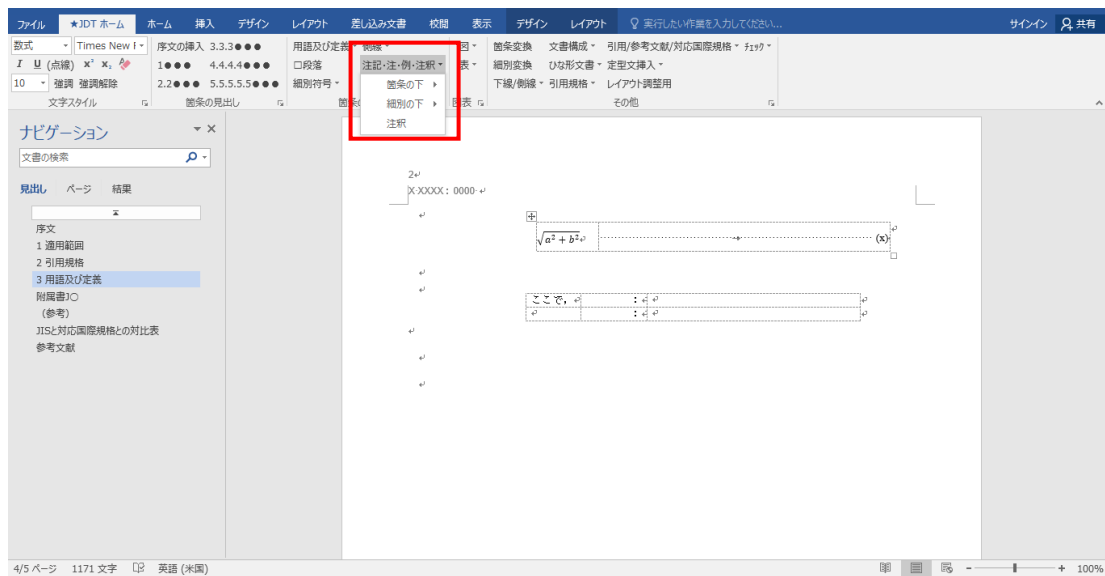 ファイル ★JDT ホーム ホーム 挿入 デザイン レイアウト 差し込み文書 校閲 表示 デザイン レイアウト 実行したい作業を入力してください... サインイン 共有
数式 Times New I 序文の挿入 3.3.3●●● 用語及び定義 側線 図 箇条変換 文書構成 引用/参考文献/対応国際規格 ﾁｪｯｸ
I U (点線) x² x₂ 1●●● 4.4.4.4●●● □段落 注記･注･例･注釈 表 細別変換 ひな形文書 定型文挿入
10 強調 強調解除 2.2●●● 5.5.5.5.5●●● 細別符号 箇条の下 下線/側線 引用規格 レイアウト調整用
文字スタイル 箇条の見出し 箇条 細別の下 図表 その他
注釈
ナビゲーション
文書の検索
見出し ページ 結果
序文
1 適用範囲
2 引用規格
3 用語及び定義
附属書J〇
(参考)
JISと対応国際規格との対比表
参考文献
2
X XXXX：0000
√a² + b² (x)
ここで， ：
：
4/5 ページ 1171 文字 英語 (米国) - + 100%